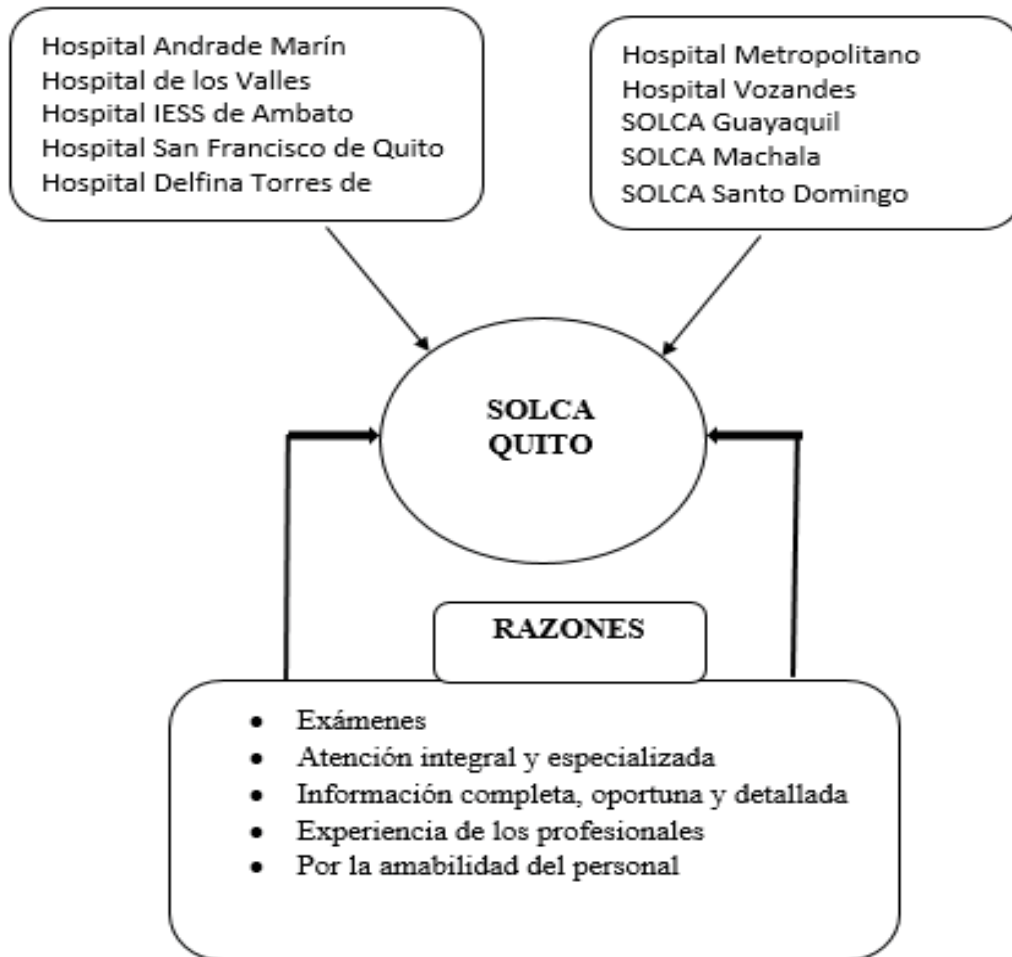 Hospital Andrade Marín
Hospital de los Valles
Hospital IESS de Ambato
Hospital San Francisco de Quito
Hospital Delfina Torres de
Hospital Metropolitano
Hospital Vozandes
SOLCA Guayaquil
SOLCA Machala
SOLCA Santo Domingo
SOLCA
QUITO
RAZONES
• Exámenes
• Atención integral y especializada
• Información completa, oportuna y detallada
• Experiencia de los profesionales
• Por la amabilidad del personal